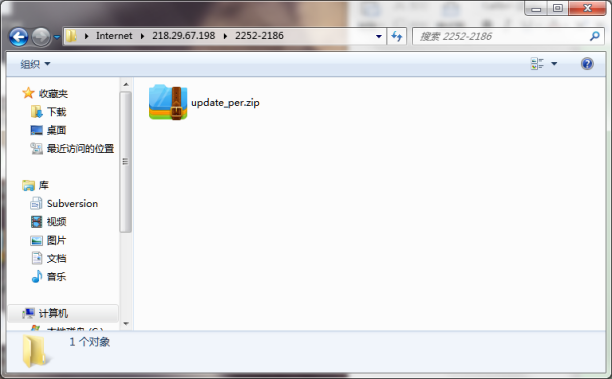 Internet ▸ 218.29.67.198 ▸ 2252-2186
搜索 2252-2186
组织
收藏夹
下载
桌面
最近访问的位置
库
Subversion
视频
图片
文档
音乐
计算机
update_per.zip
1 个对象